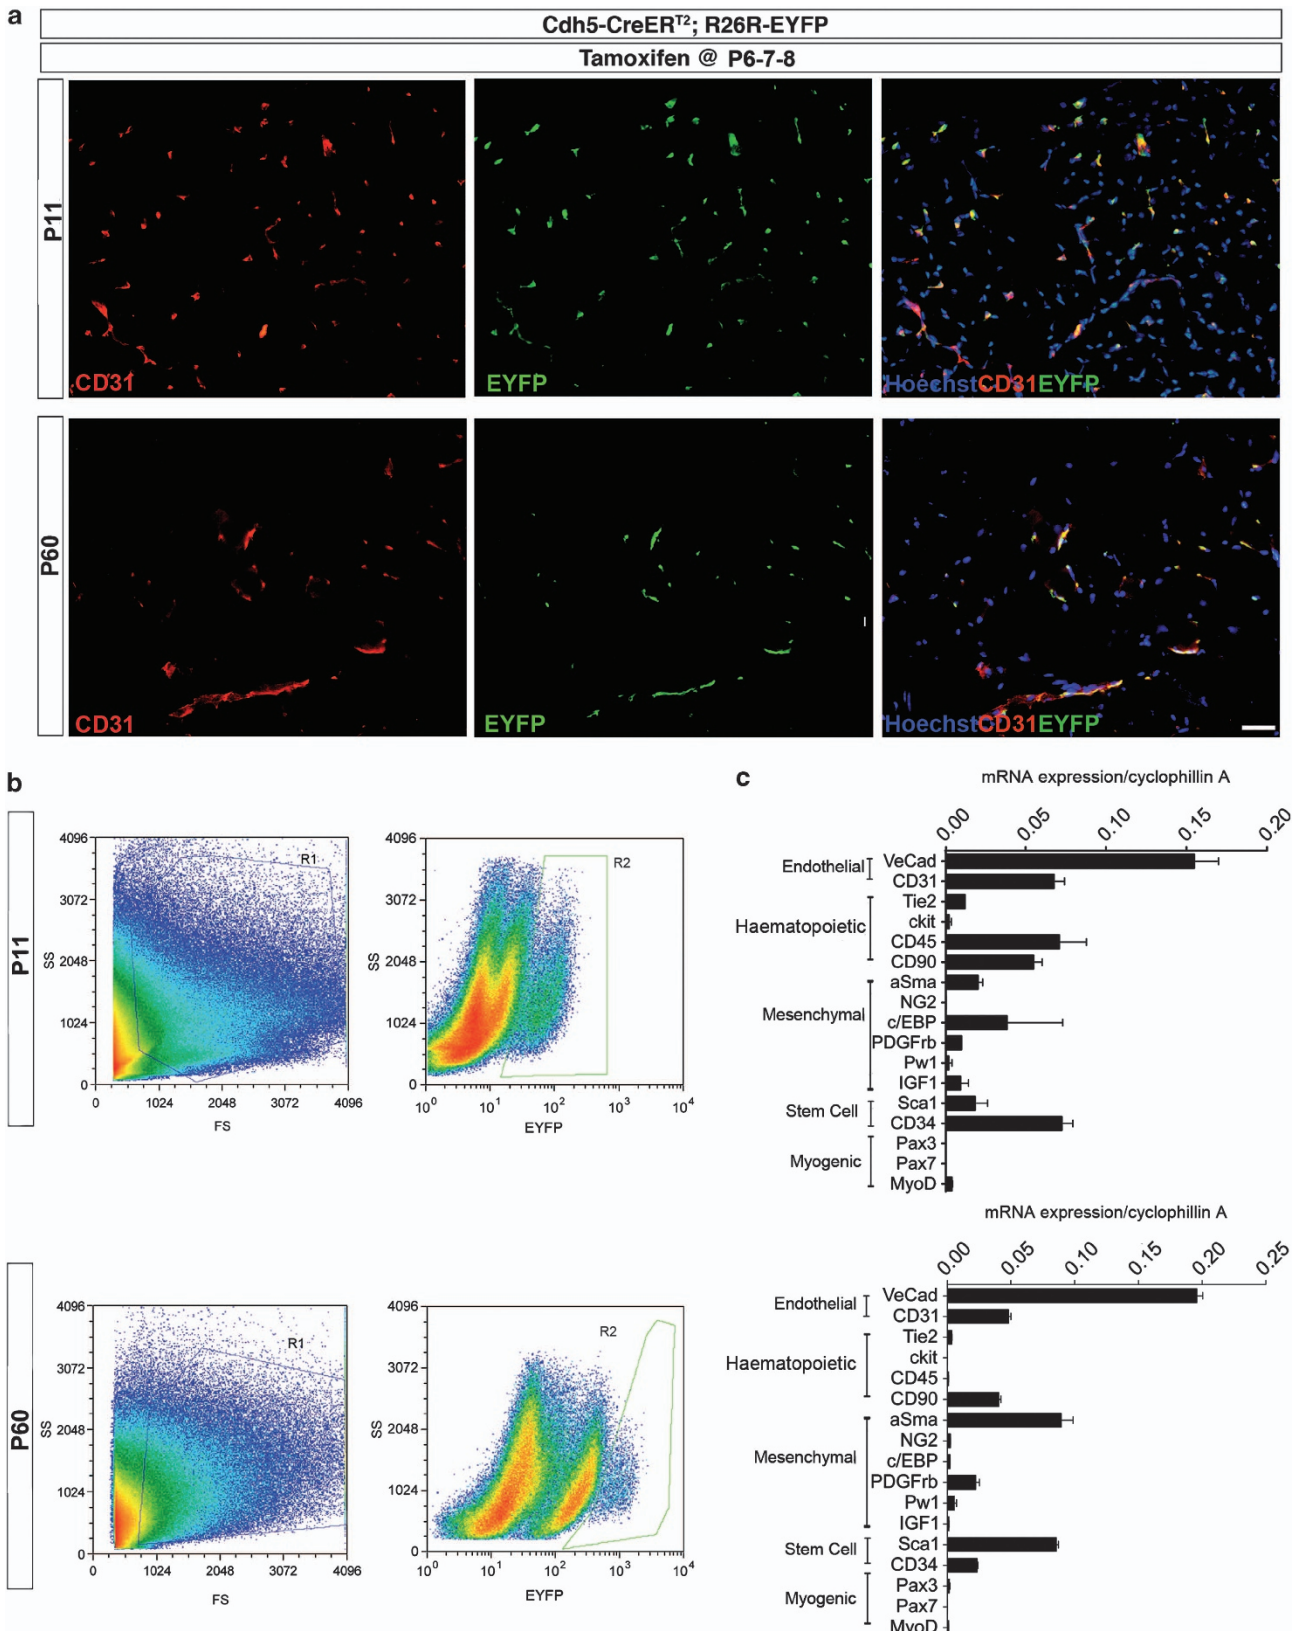 a
Cdh5-CreERT2; R26R-EYFP
Tamoxifen @ P6-7-8
P11
CD31
EYFP
HoechstCD31EYFP
P60
CD31
EYFP
HoechstCD31EYFP
b
P11
4096
3072
2048
1024
0
SS
R1
0 1024 2048 3072 4096
FS
4096
3072
2048
1024
0
SS
R2
10^0 10^1 10^2 10^3 10^4
EYFP
P60
4096
3072
2048
1024
0
SS
R1
0 1024 2048 3072 4096
FS
4096
3072
2048
1024
0
SS
R2
10^0 10^1 10^2 10^3 10^4
EYFP
c
mRNA expression/cyclophillin A
0.00 0.05 0.10 0.15 0.20
Endothelial
VeCad
CD31
Haematopoietic
Tie2
ckit
CD45
CD90
Mesenchymal
aSma
NG2
c/EBP
PDGFrb
Pw1
IGF1
Stem Cell
Sca1
CD34
Myogenic
Pax3
Pax7
MyoD
mRNA expression/cyclophillin A
0.00 0.05 0.10 0.15 0.20 0.25
Endothelial
VeCad
CD31
Haematopoietic
Tie2
ckit
CD45
CD90
Mesenchymal
aSma
NG2
c/EBP
PDGFrb
Pw1
IGF1
Stem Cell
Sca1
CD34
Myogenic
Pax3
Pax7
MyoD